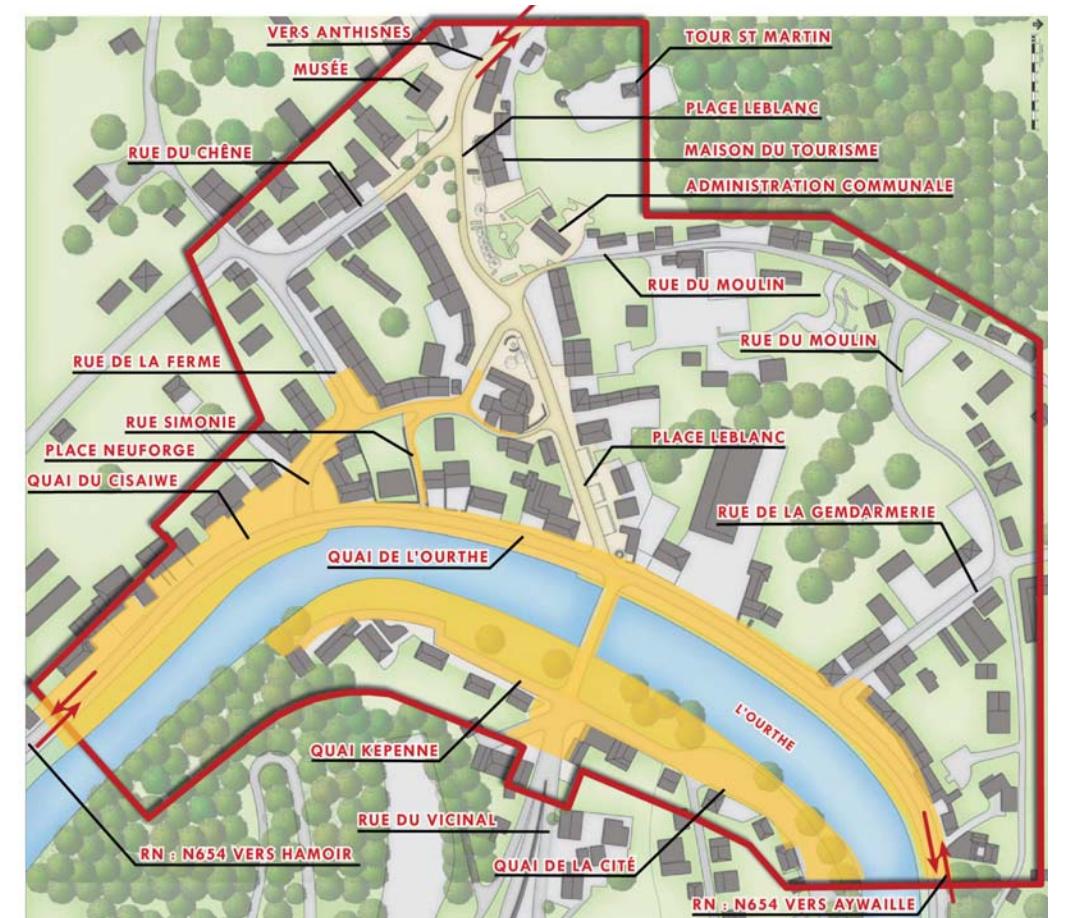 VERS ANTHISNES
TOUR ST MARTIN
MUSÉE
PLACE LEBLANC
RUE DU CHÊNE
MAISON DU TOURISME
ADMINISTRATION COMMUNALE
RUE DU MOULIN
RUE DU MOULIN
RUE DE LA FERME
RUE SIMONIE
PLACE LEBLANC
PLACE NEUFORGE
QUAI DU CISAIWE
RUE DE LA GEMDARMERIE
QUAI DE L'OURTHE
L'OURTHE
QUAI KEPENNE
RUE DU VICINAL
RN : N654 VERS HAMOIR
QUAI DE LA CITÉ
RN : N654 VERS AYWAILLE